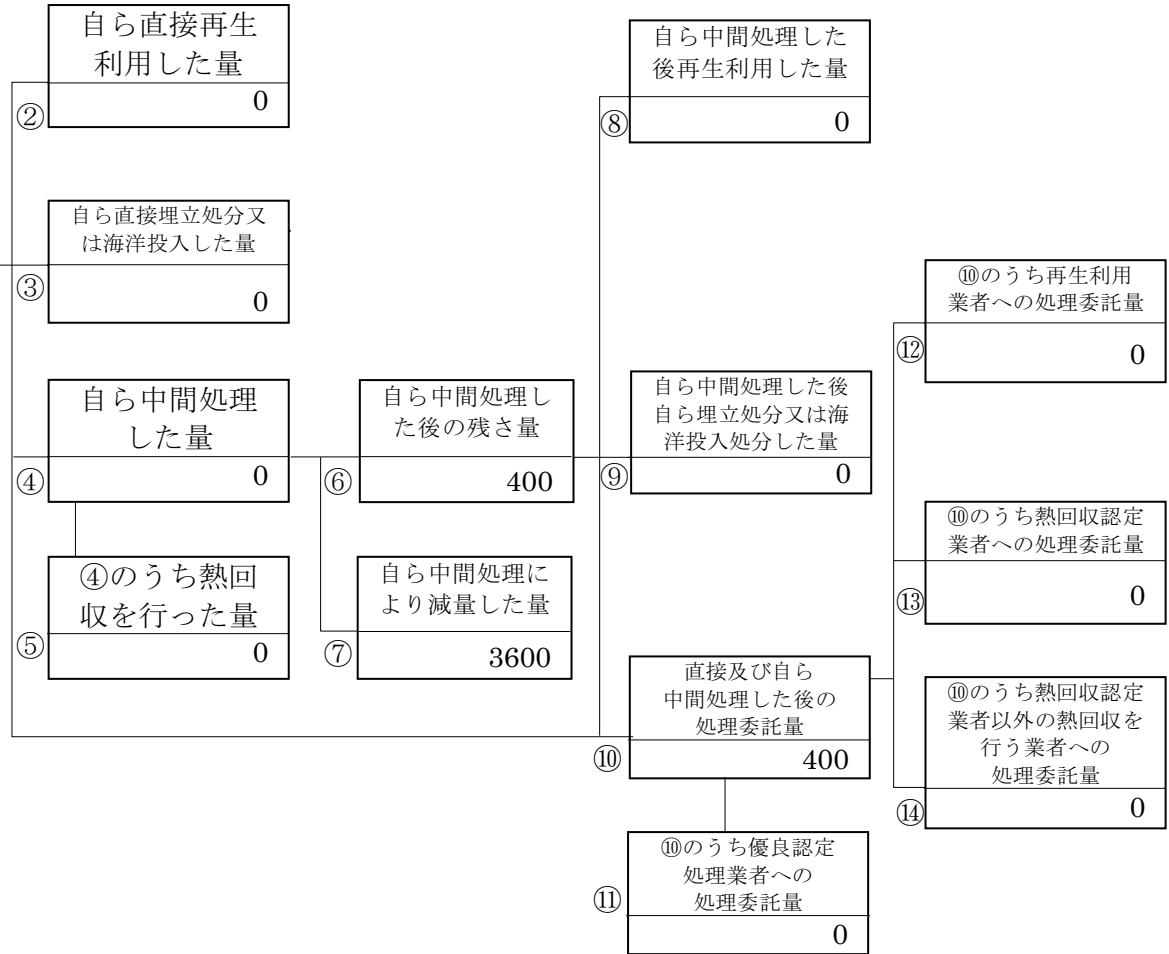 自ら直接再生
利用した量
0
②
自ら直接埋立処分又
は海洋投入した量
0
③
自ら中間処理
した量
0
④
④のうち熱回
収を行った量
0
⑤
自ら中間処理し
た後の残さ量
400
⑥
自ら中間処理に
より減量した量
3600
⑦
自ら中間処理した
後再生利用した量
0
⑧
自ら中間処理した後
自ら埋立処分又は海
洋投入処分した量
0
⑨
直接及び自ら
中間処理した後の
処理委託量
400
⑩
⑩のうち優良認定
処理業者への
処理委託量
0
⑪
⑩のうち再生利用
業者への処理委託量
0
⑫
⑩のうち熱回収認定
業者への処理委託量
0
⑬
⑩のうち熱回収認定
業者以外の熱回収を
行う業者への
処理委託量
0
⑭